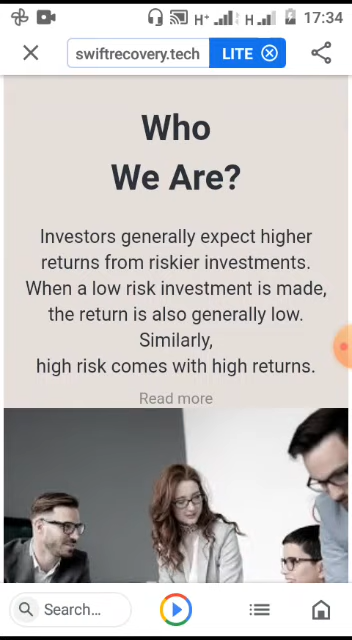 H+ H 17:34
swiftrecovery.tech LITE
Who
We Are?
Investors generally expect higher
returns from riskier investments.
When a low risk investment is made,
the return is also generally low.
Similarly,
high risk comes with high returns.
Read more
Search...